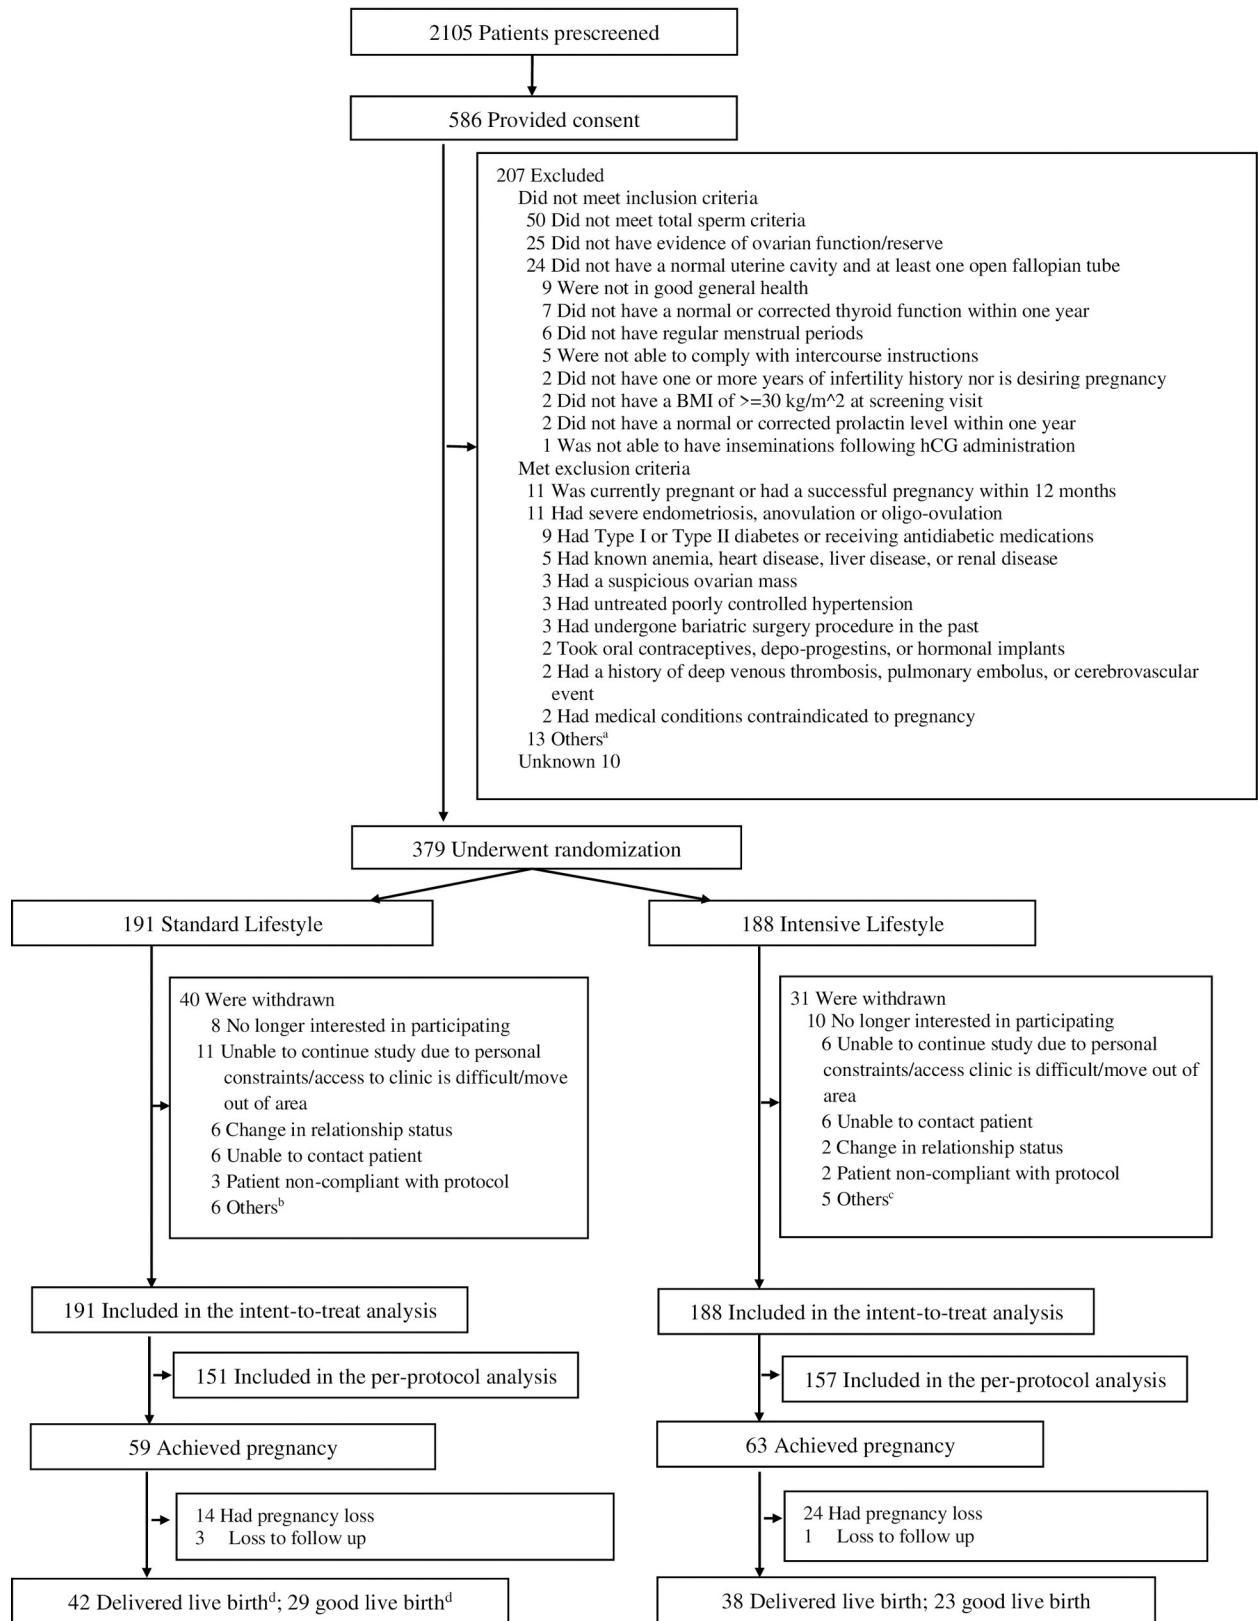 2105 Patients prescreened
586 Provided consent
207 Excluded
Did not meet inclusion criteria
50 Did not meet total sperm criteria
25 Did not have evidence of ovarian function/reserve
24 Did not have a normal uterine cavity and at least one open fallopian tube
9 Were not in good general health
7 Did not have a normal or corrected thyroid function within one year
6 Did not have regular menstrual periods
5 Were not able to comply with intercourse instructions
2 Did not have one or more years of infertility history nor is desiring pregnancy
2 Did not have a BMI of >=30 kg/m^2 at screening visit
2 Did not have a normal or corrected prolactin level within one year
1 Was not able to have inseminations following hCG administration
Met exclusion criteria
11 Was currently pregnant or had a successful pregnancy within 12 months
11 Had severe endometriosis, anovulation or oligo-ovulation
9 Had Type I or Type II diabetes or receiving antidiabetic medications
5 Had known anemia, heart disease, liver disease, or renal disease
3 Had a suspicious ovarian mass
3 Had untreated poorly controlled hypertension
3 Had undergone bariatric surgery procedure in the past
2 Took oral contraceptives, depo-progestins, or hormonal implants
2 Had a history of deep venous thrombosis, pulmonary embolus, or cerebrovascular
event
2 Had medical conditions contraindicated to pregnancy
13 Others^a
Unknown 10
379 Underwent randomization
191 Standard Lifestyle
40 Were withdrawn
8 No longer interested in participating
11 Unable to continue study due to personal
constraints/access to clinic is difficult/move
out of area
6 Change in relationship status
6 Unable to contact patient
3 Patient non-compliant with protocol
6 Others^b
191 Included in the intent-to-treat analysis
151 Included in the per-protocol analysis
59 Achieved pregnancy
14 Had pregnancy loss
3 Loss to follow up
42 Delivered live birth^d; 29 good live birth^d
188 Intensive Lifestyle
31 Were withdrawn
10 No longer interested in participating
6 Unable to continue study due to personal
constraints/access clinic is difficult/move out of
area
6 Unable to contact patient
2 Change in relationship status
2 Patient non-compliant with protocol
5 Others^c
188 Included in the intent-to-treat analysis
157 Included in the per-protocol analysis
63 Achieved pregnancy
24 Had pregnancy loss
1 Loss to follow up
38 Delivered live birth; 23 good live birth